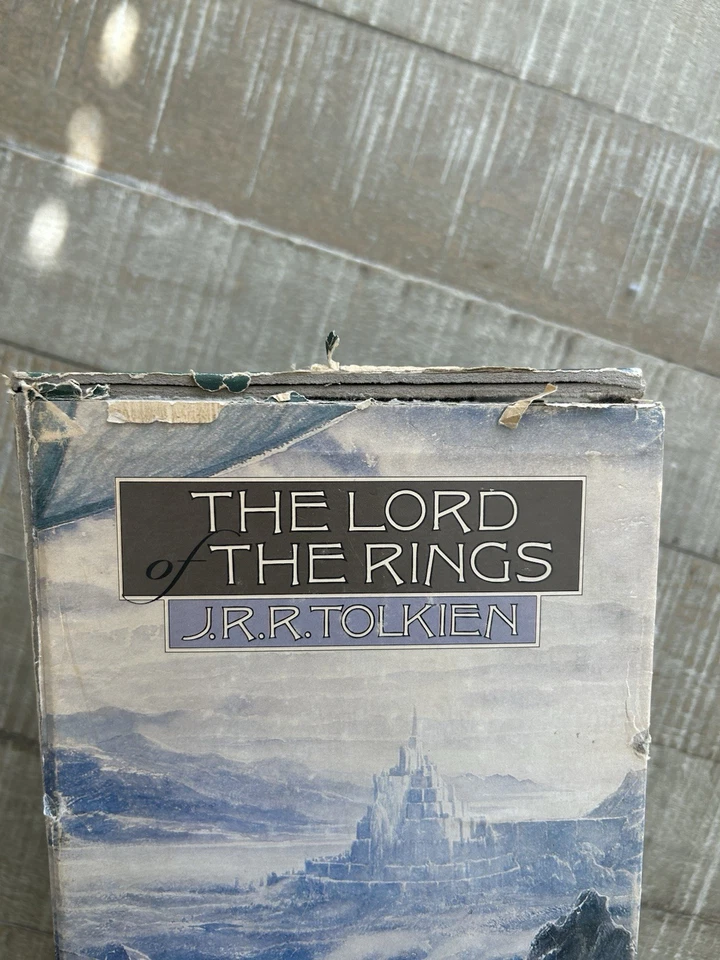 THE LORD
of THE RINGS
J.R.R. TOLKIEN